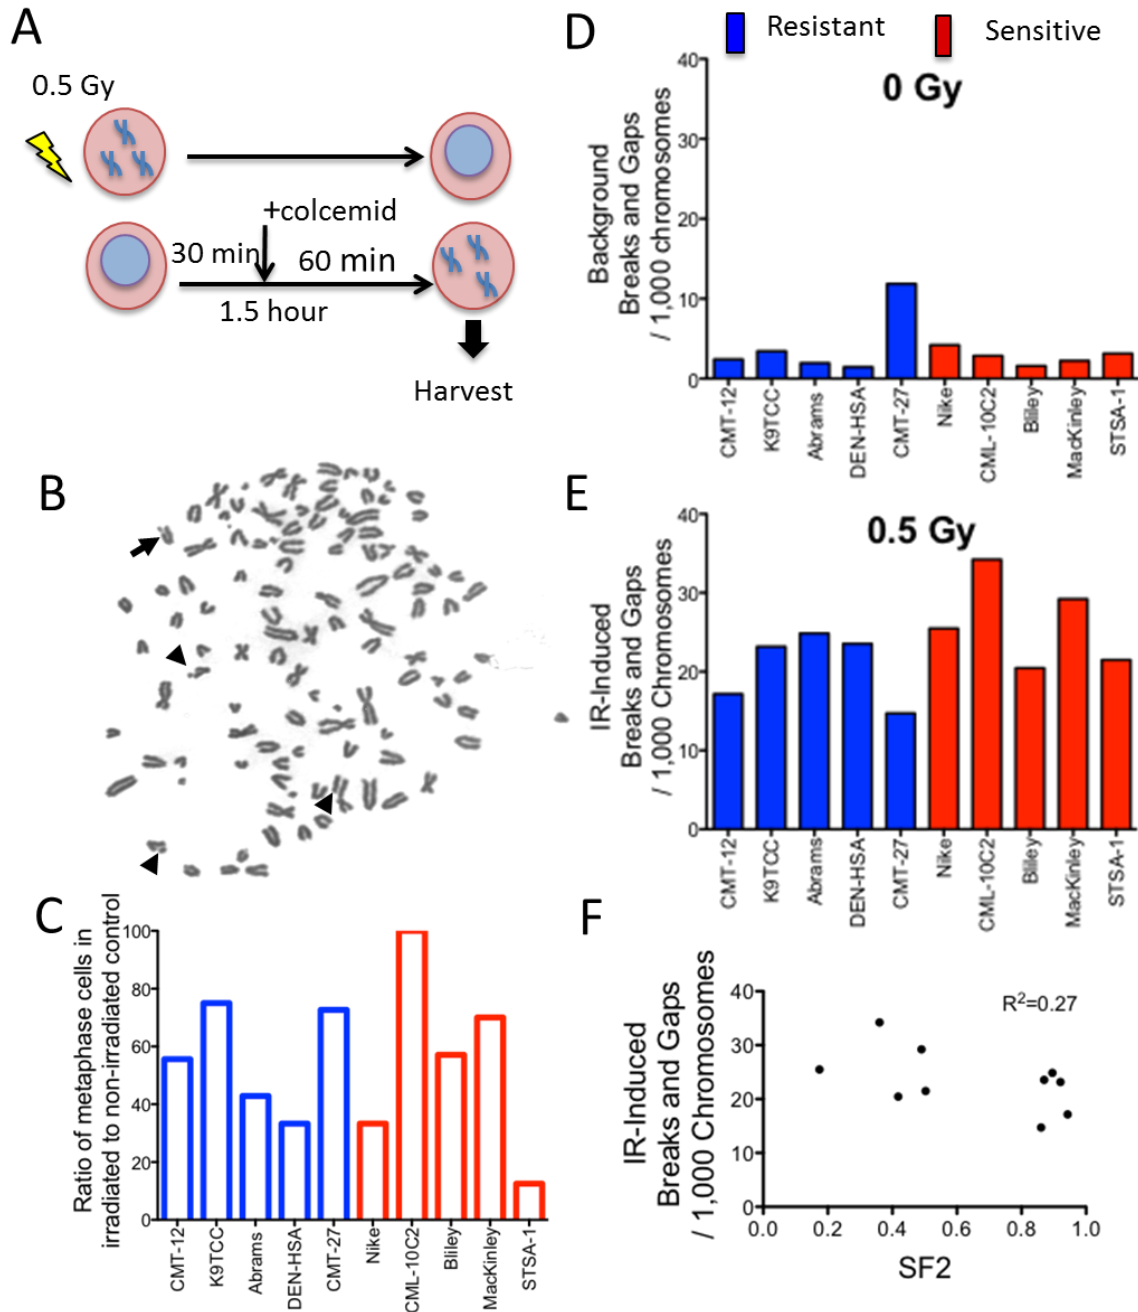 A
0.5 Gy
+colcemid
30 min
60 min
1.5 hour
Harvest
B
C
Ratio of metaphase cells in
irradiated to non-irradiated control
100
80
60
40
20
0
CMT-12
K9TCC
Abrams
DEN-HSA
CMT-27
Nike
CML-10C2
Bliley
MacKinley
STSA-1
D
Resistant
Sensitive
0 Gy
Background
Breaks and Gaps
/ 1,000 chromosomes
40
30
20
10
0
CMT-12
K9TCC
Abrams
DEN-HSA
CMT-27
Nike
CML-10C2
Bliley
MacKinley
STSA-1
E
0.5 Gy
IR-Induced
Breaks and Gaps
/ 1,000 Chromosomes
40
30
20
10
0
CMT-12
K9TCC
Abrams
DEN-HSA
CMT-27
Nike
CML-10C2
Bliley
MacKinley
STSA-1
F
IR-Induced
Breaks and Gaps
/ 1,000 Chromosomes
R²=0.27
40
30
20
10
0
0.0
0.2
0.4
0.6
0.8
1.0
SF2